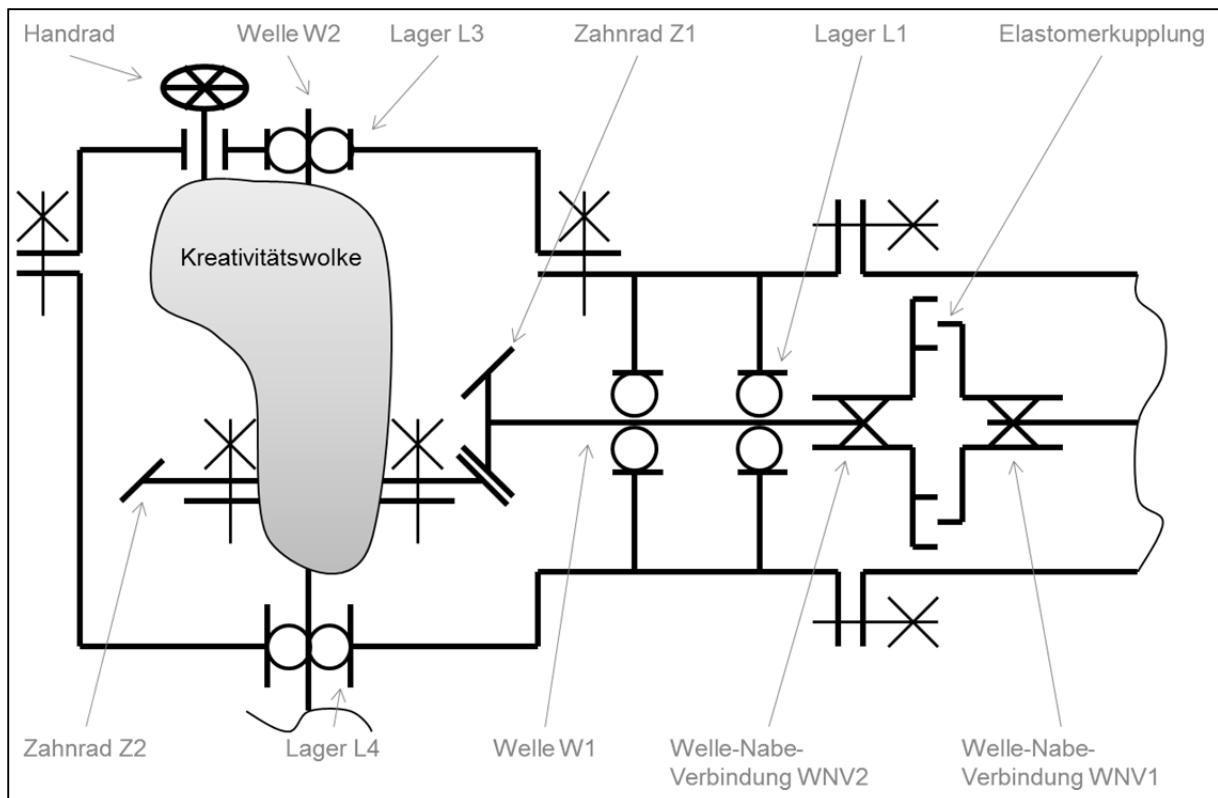 Handrad
Welle W2
Lager L3
Zahnrad Z1
Lager L1
Elastomerkupplung
Kreativitätswolke
Zahnrad Z2
Lager L4
Welle W1
Welle-Nabe-
Verbindung WNV2
Welle-Nabe-
Verbindung WNV1